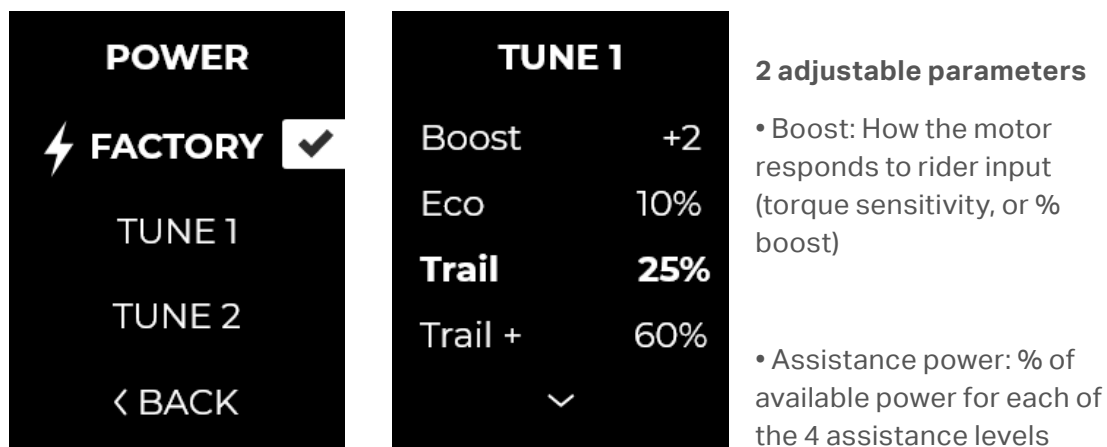 POWER
FACTORY
TUNE 1
TUNE 2
< BACK
TUNE 1
Boost +2
Eco 10%
Trail 25%
Trail + 60%
2 adjustable parameters
• Boost: How the motor
responds to rider input
(torque sensitivity, or %
boost)
• Assistance power: % of
available power for each of
the 4 assistance levels